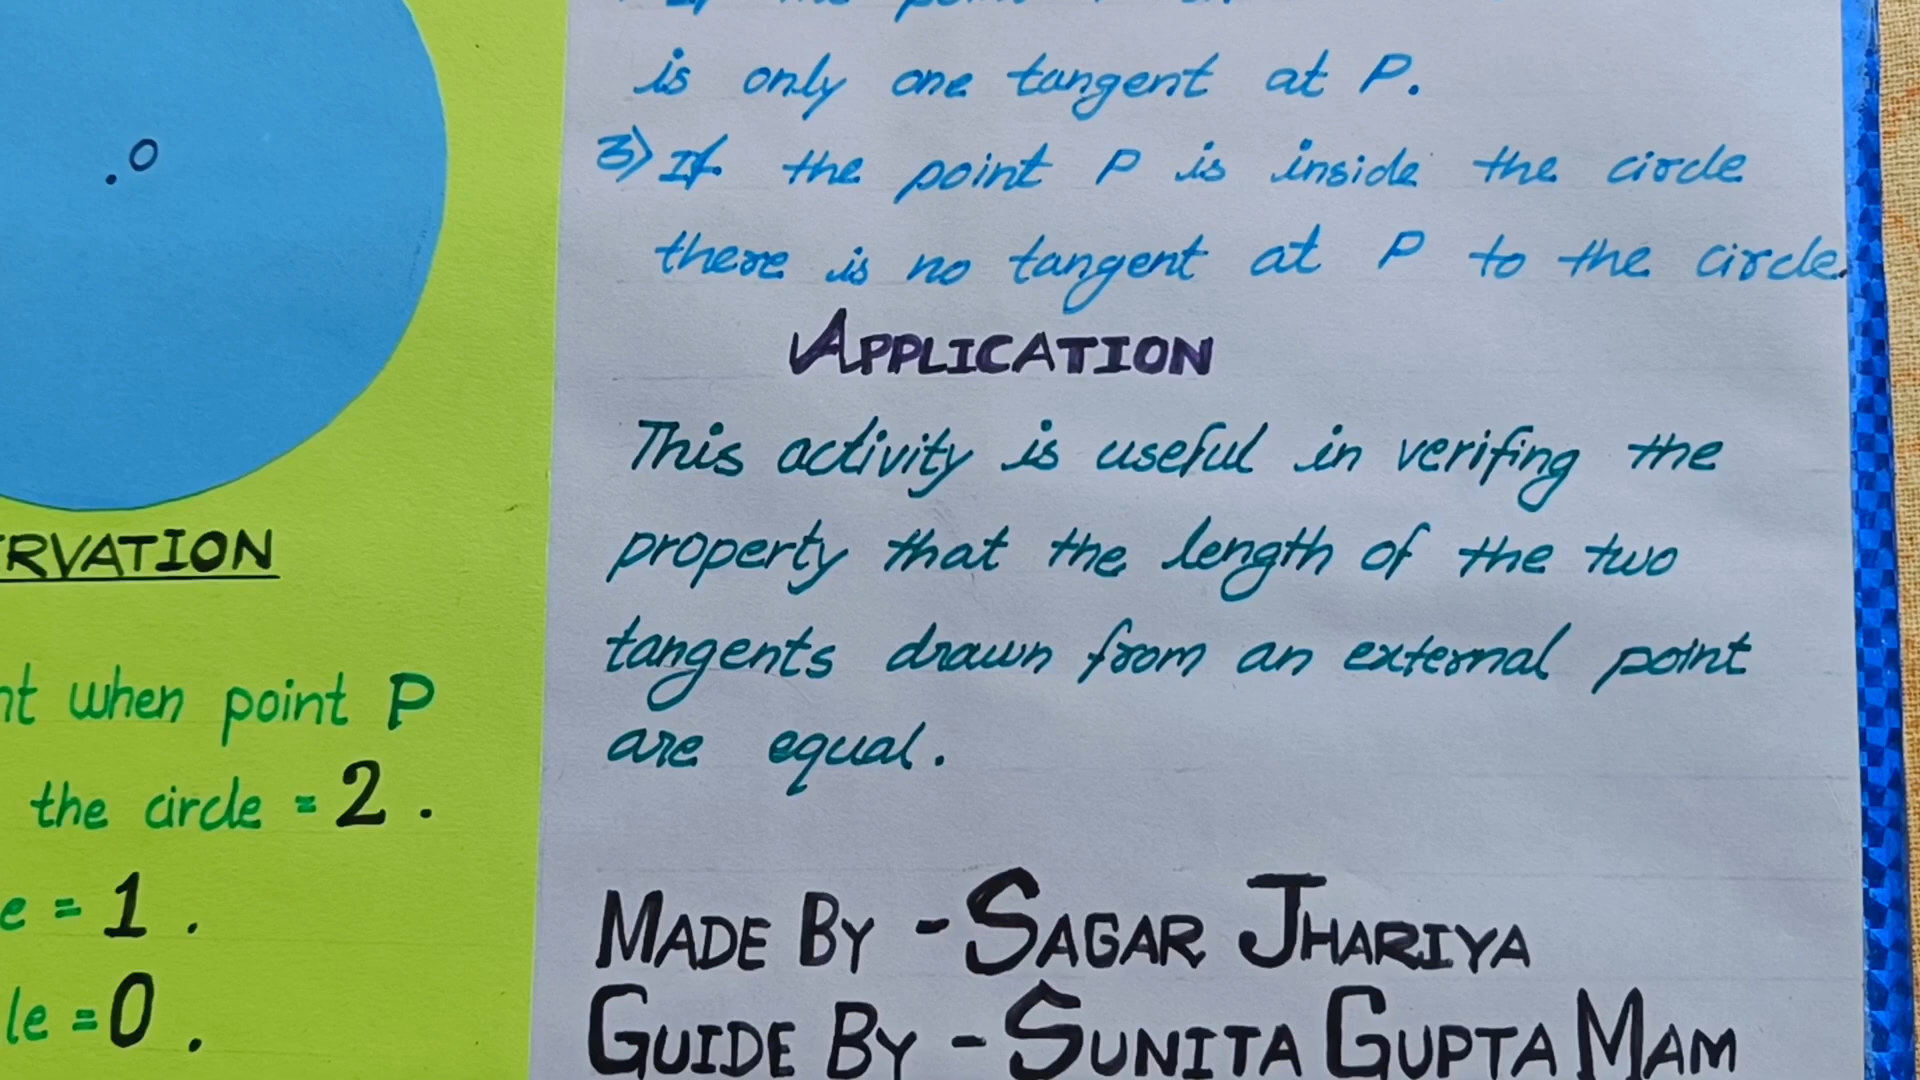 O
ERVATION
nt when point P
the circle = 2 .
e = 1 .
le = 0 .
the point
is only one tangent at P.
3) If the point P is inside the circle
there is no tangent at P to the circle.
APPLICATION
This activity is useful in verifing the
property that the length of the two
tangents drawn from an external point
are equal.
MADE BY - SAGAR JHARIYA
GUIDE BY - SUNITA GUPTA MAM